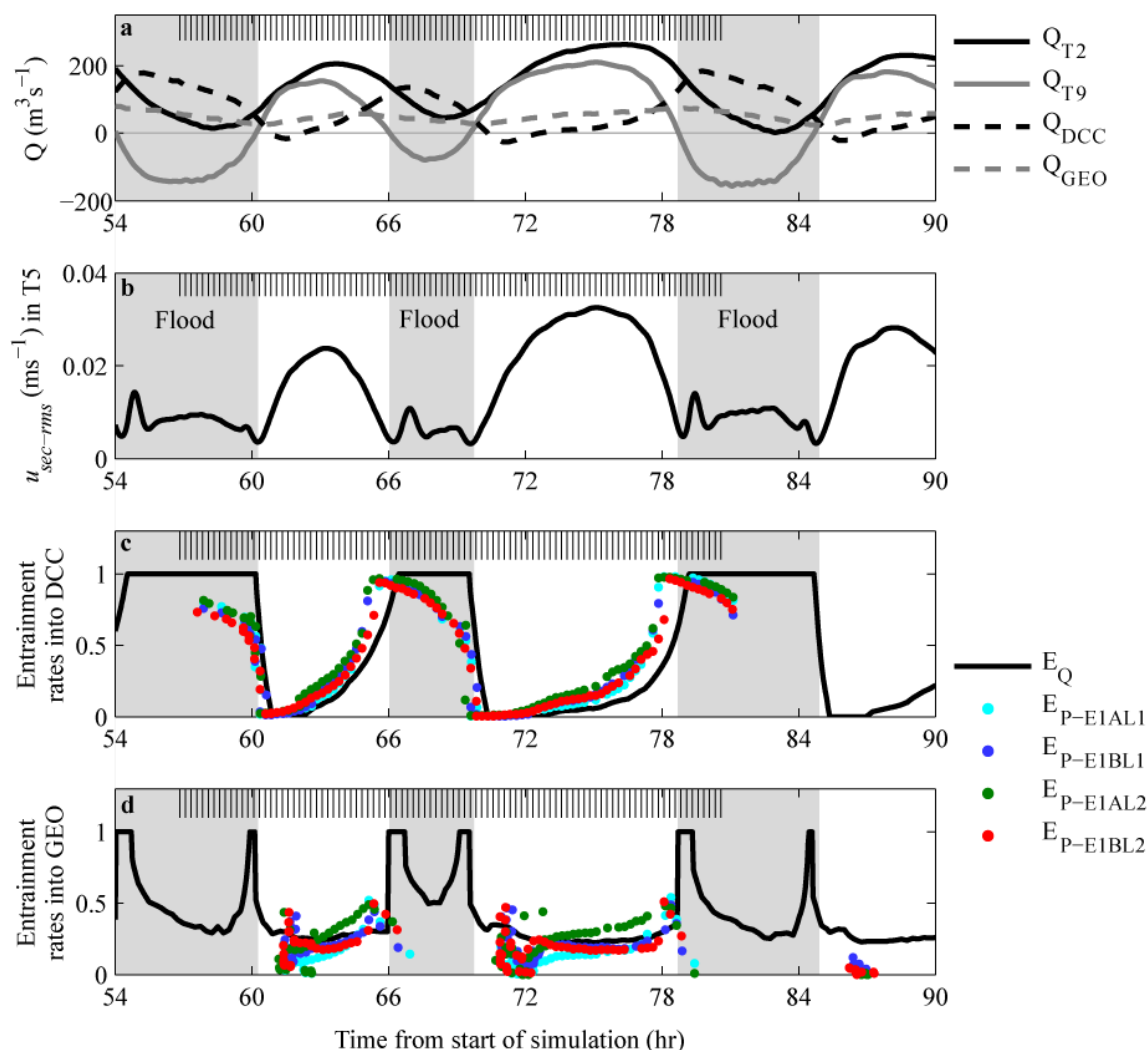 a
Q (m³s⁻¹)
200
0
−200
54 60 66 72 78 84 90
Q_T2
Q_T9
Q_DCC
Q_GEO
b
u_sec−rms (ms⁻¹) in T5
0.04
0.02
0
Flood Flood Flood
54 60 66 72 78 84 90
c
Entrainment
rates into DCC
1
0.5
0
54 60 66 72 78 84 90
E_Q
E_P−E1AL1
E_P−E1BL1
E_P−E1AL2
E_P−E1BL2
d
Entrainment
rates into GEO
1
0.5
0
54 60 66 72 78 84 90
Time from start of simulation (hr)